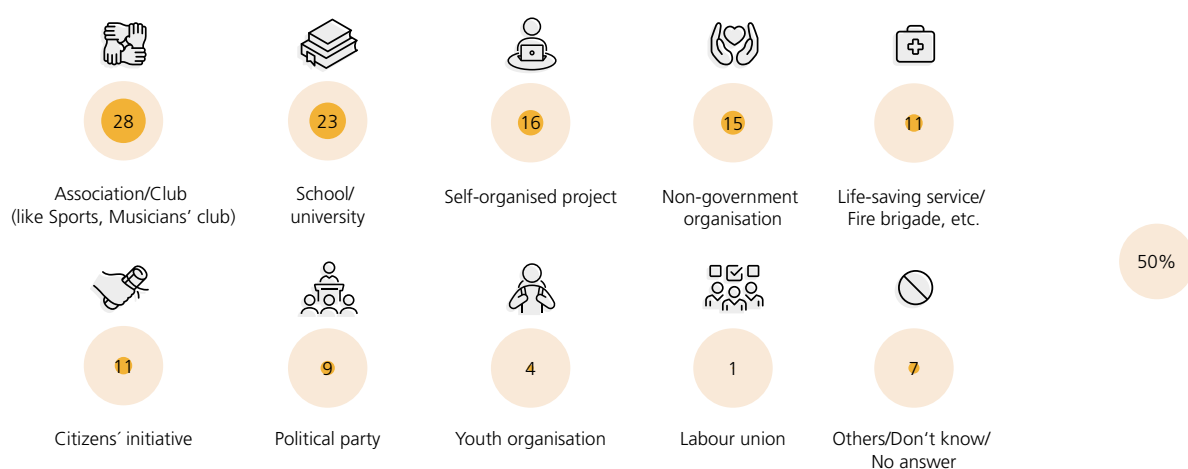 28
23
16
15
11
Association/Club
(like Sports, Musicians’ club)
School/
university
Self-organised project
Non-government
organisation
Life-saving service/
Fire brigade, etc.
50%
11
9
4
1
7
Citizens´ initiative
Political party
Youth organisation
Labour union
Others/Don‘t know/
No answer